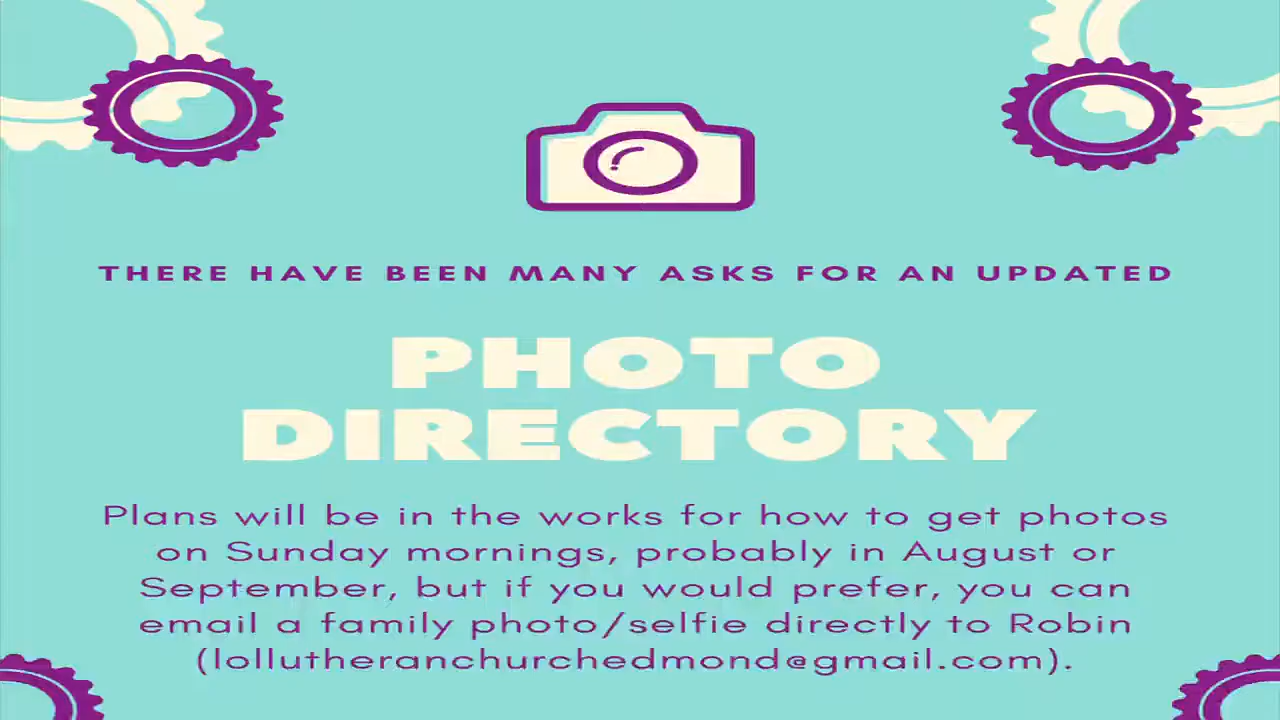 THERE HAVE BEEN MANY ASKS FOR AN UPDATED
PHOTO
DIRECTORY
Plans will be in the works for how to get photos
on Sunday mornings, probably in August or
September, but if you would prefer, you can
email a family photo/selfie directly to Robin
(lollutheranchurchedmond@gmail.com).